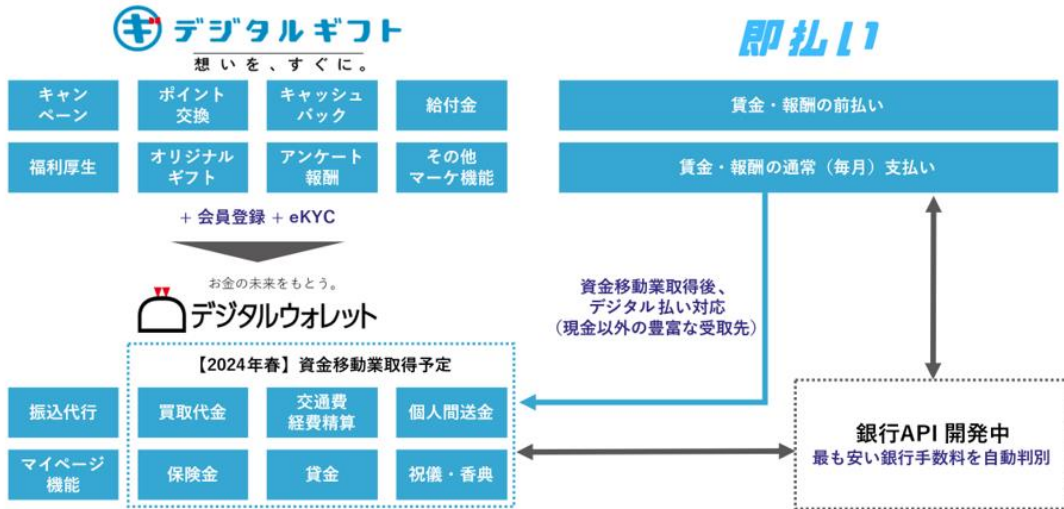 デジタルギフト
想いを、すぐに。
キャン
ペーン
ポイント
交換
キャッシュ
バック
給付金
福利厚生
オリジナル
ギフト
アンケート
報酬
その他
マーケ機能
+ 会員登録 + eKYC
お金の未来をもとう。
デジタルウォレット
【2024年春】資金移動業取得予定
振込代行
買取代金
交通費
経費精算
個人間送金
マイページ
機能
保険金
貸金
祝儀・香典
即払い
賃金・報酬の前払い
賃金・報酬の通常（毎月）支払い
資金移動業取得後、
デジタル払い対応
（現金以外の豊富な受取先）
銀行API 開発中
最も安い銀行手数料を自動判別